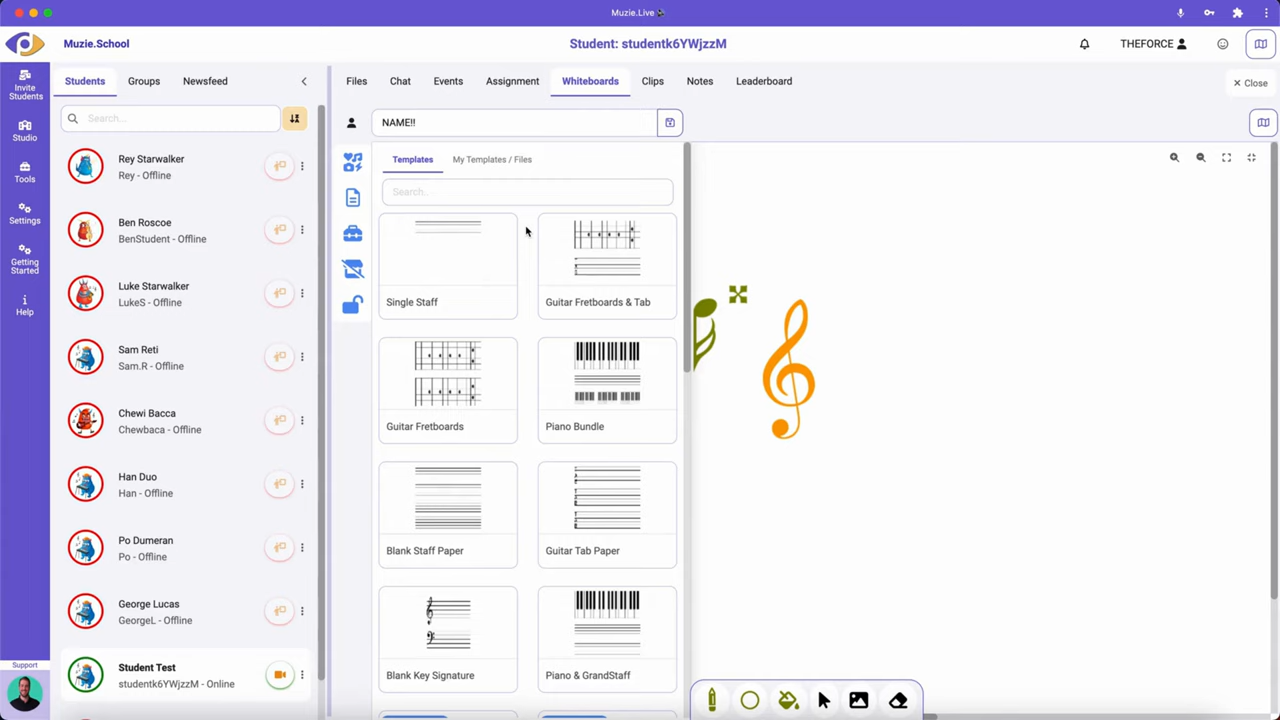 Muzie.Live
Muzie.School
Student: studentk6YWjzzM
THEFORCE
Invite
Students
Studio
Tools
Settings
Getting
Started
Help
Support
Students
Groups
Newsfeed
Search...
Rey Starwalker
Rey - Offline
Ben Roscoe
BenStudent - Offline
Luke Starwalker
LukeS - Offline
Sam Reti
Sam.R - Offline
Chewi Bacca
Chewbaca - Offline
Han Duo
Han - Offline
Po Dumeran
Po - Offline
George Lucas
GeorgeL - Offline
Student Test
studentk6YWjzzM - Online
Files
Chat
Events
Assignment
Whiteboards
Clips
Notes
Leaderboard
× Close
NAME!!
Templates
My Templates / Files
Search...
Single Staff
Guitar Fretboards & Tab
Guitar Fretboards
Piano Bundle
Blank Staff Paper
Guitar Tab Paper
Blank Key Signature
Piano & GrandStaff